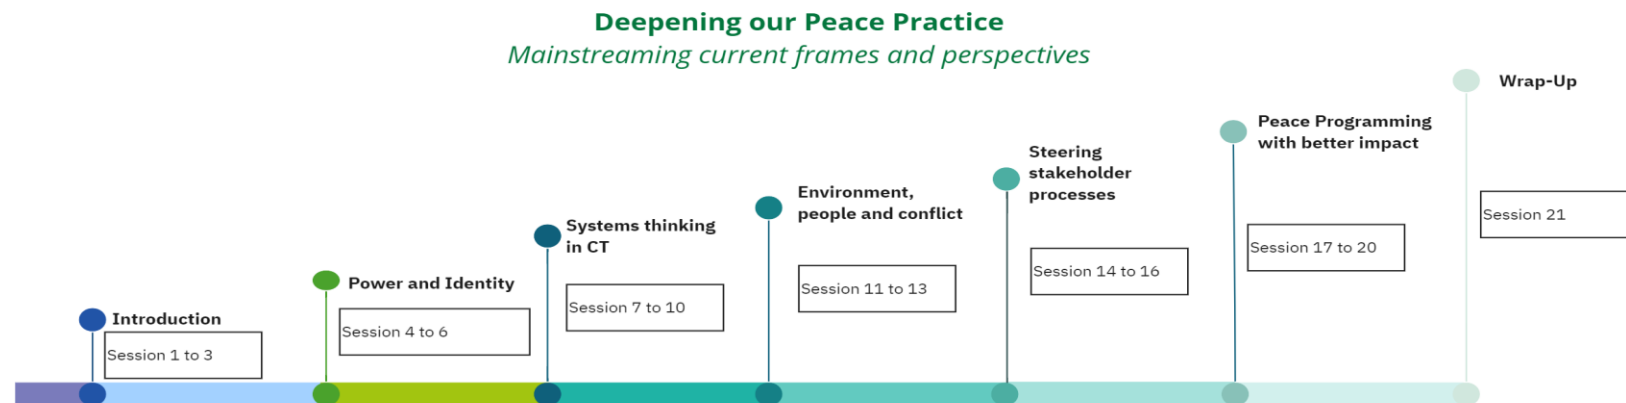 Deepening our Peace Practice
Mainstreaming current frames and perspectives
Introduction
Session 1 to 3
Power and Identity
Session 4 to 6
Systems thinking
in CT
Session 7 to 10
Environment,
people and conflict
Session 11 to 13
Steering
stakeholder
processes
Session 14 to 16
Peace Programming
with better impact
Session 17 to 20
Wrap-Up
Session 21